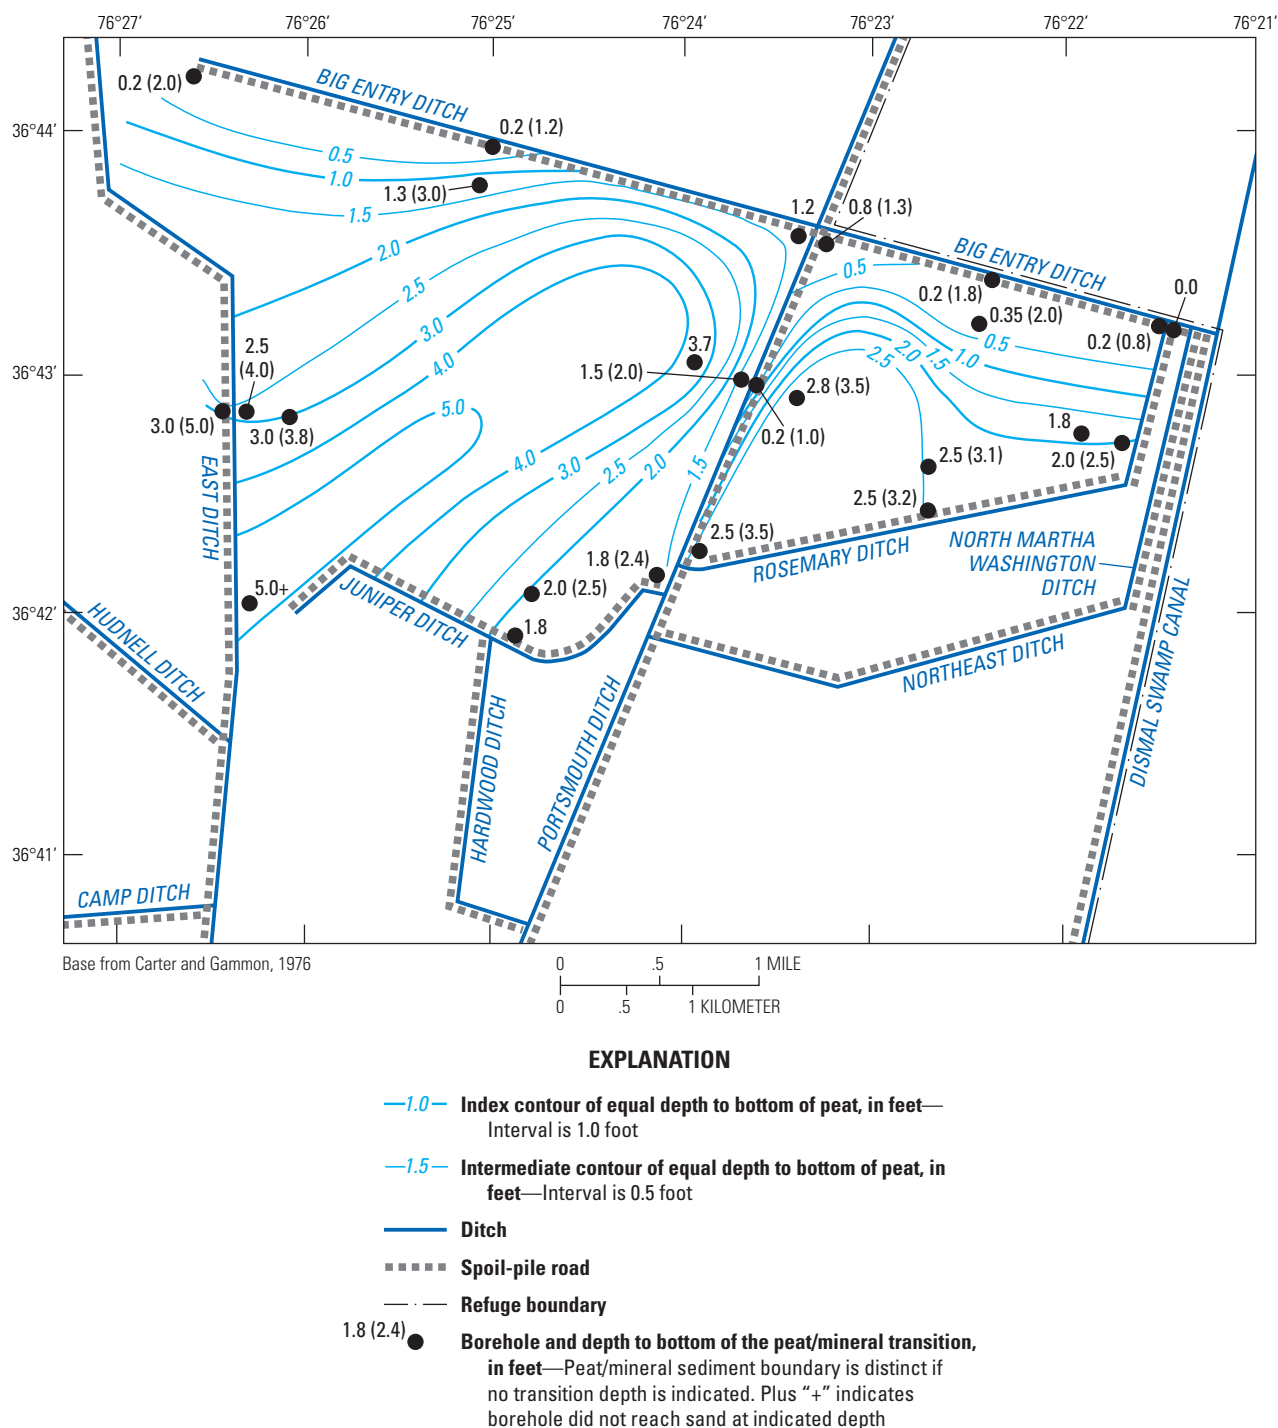 76°27′ 76°26′ 76°25′ 76°24′ 76°23′ 76°22′ 76°21′
0.2 (2.0)
BIG ENTRY DITCH
36°44′
0.2 (1.2)
0.5
1.0
1.3 (3.0)
1.5
1.2
0.8 (1.3)
2.0
BIG ENTRY DITCH
0.5
2.5
0.2 (1.8)
0.0
0.35 (2.0)
3.0
0.2 (0.8)
0.5
2.5
(4.0)
4.0
3.7
2.0
1.5
1.0
36°43′
1.5 (2.0)
2.5
2.8 (3.5)
5.0
3.0 (5.0)
3.0 (3.8)
0.2 (1.0)
1.8
2.0 (2.5)
EAST DITCH
4.0
3.0
2.5
2.0
1.5
2.5 (3.1)
2.5 (3.2)
2.5 (3.5)
ROSEMARY DITCH
NORTH MARTHA
WASHINGTON
DITCH
1.8 (2.4)
5.0+
JUNIPER DITCH
2.0 (2.5)
36°42′
1.8
HUDNELL DITCH
NORTHEAST DITCH
DISMAL SWAMP CANAL
HARDWOOD DITCH
PORTSMOUTH DITCH
36°41′
CAMP DITCH
Base from Carter and Gammon, 1976
0 .5 1 MILE
0 .5 1 KILOMETER
EXPLANATION
1.0 Index contour of equal depth to bottom of peat, in feet—
Interval is 1.0 foot
1.5 Intermediate contour of equal depth to bottom of peat, in
feet—Interval is 0.5 foot
Ditch
Spoil-pile road
Refuge boundary
1.8 (2.4) Borehole and depth to bottom of the peat/mineral transition,
in feet—Peat/mineral sediment boundary is distinct if
no transition depth is indicated. Plus “+” indicates
borehole did not reach sand at indicated depth